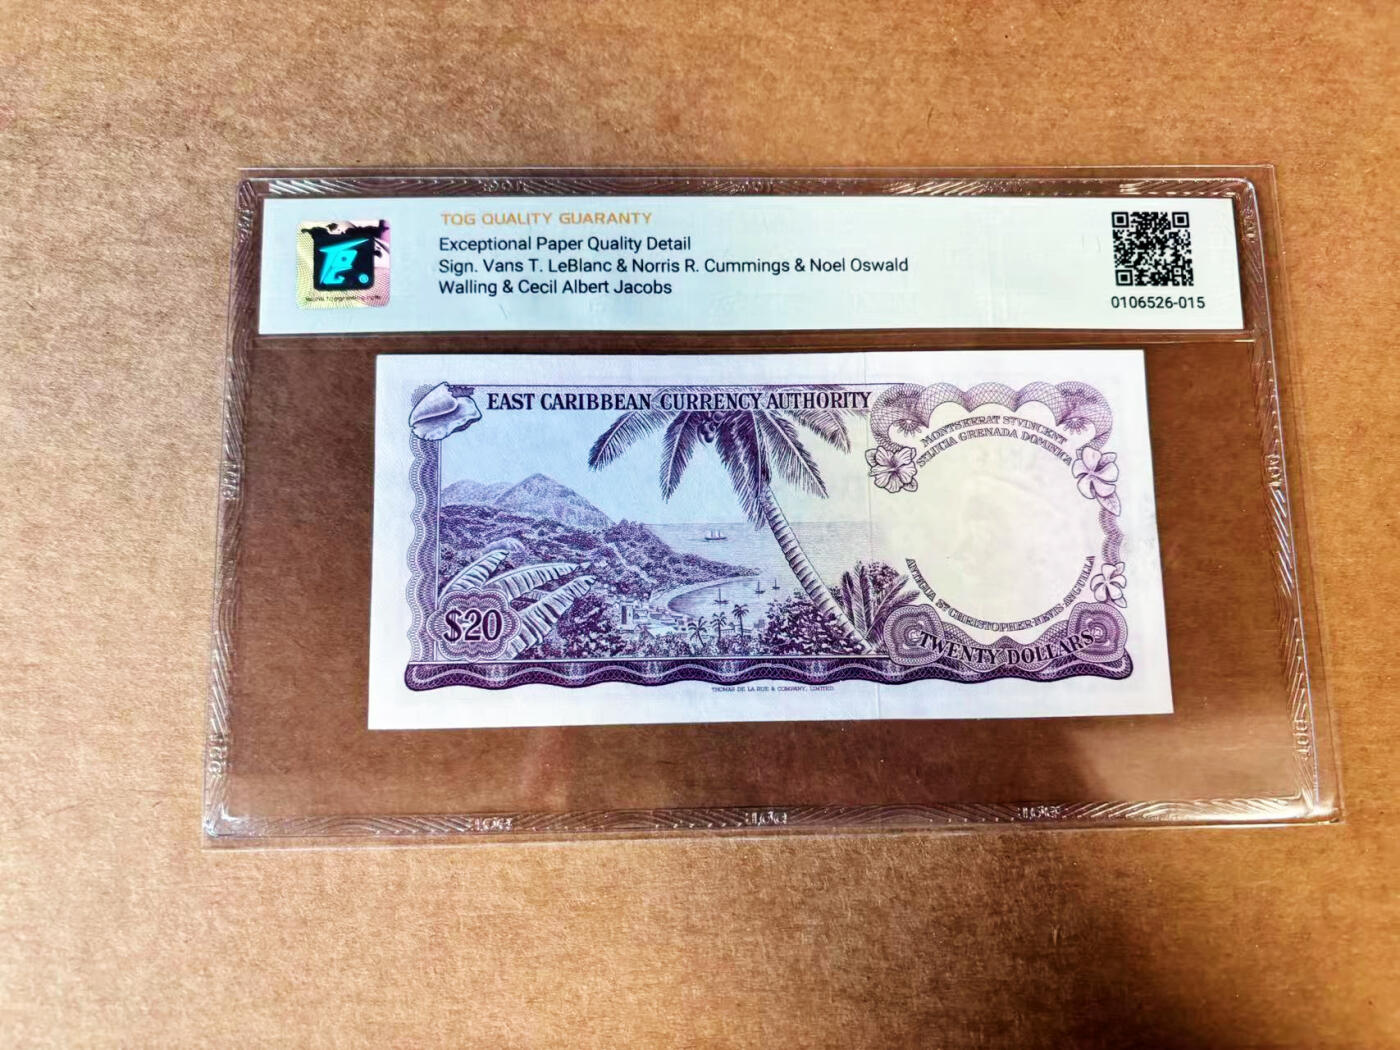 TQG QUALITY GUARANTY
Exceptional Paper Quality Detail
Sign. Vans T. LeBlanc & Norris R. Cummings & Noel Oswald
Walling & Cecil Albert Jacobs
0106526-015
EAST CARIBBEAN CURRENCY AUTHORITY
MONTSERRAT ST VINCENT
ST. LUCIA GRENADA DOMINICA
ANTIGUA ST CHRISTOPHER-NEVIS-ANGUILLA
$20
TWENTY DOLLARS
THOMAS DE LA RUE & COMPANY, LIMITED.